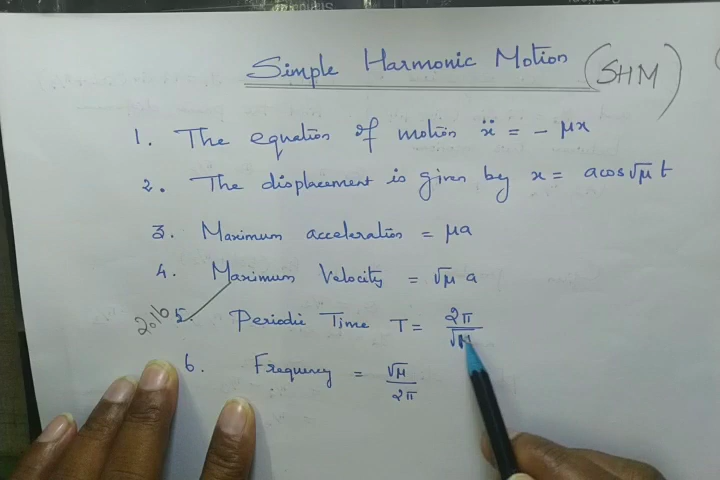 Simple Harmonic Motion (SHM)
1. The equation of motion ẍ = - μx
2. The displacement is given by x = a cos√μ t
3. Maximum acceleration = μa
4. Maximum Velocity = √μ a
2016 5. Periodic Time T = 2π/√μ
6. Frequency = √μ/2π